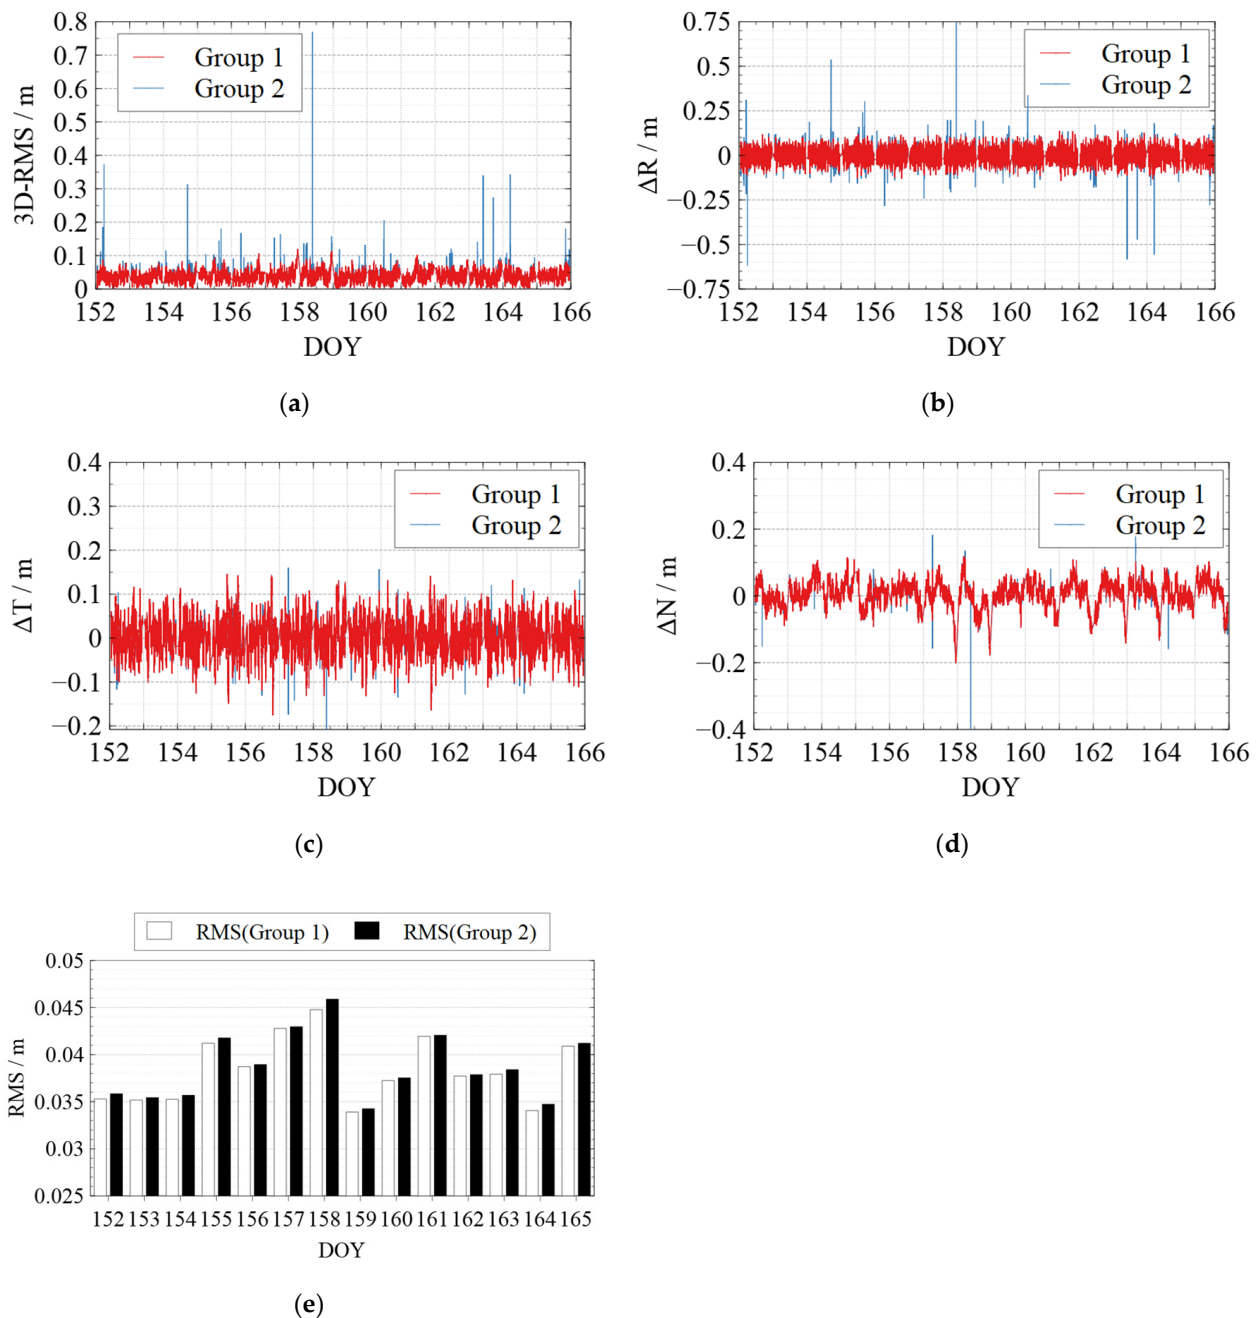 0.8
0.7
0.6
0.5
0.4
0.3
0.2
0.1
0
3D-RMS / m
Group 1
Group 2
152 154 156 158 160 162 164 166
DOY
(a)
0.75
0.5
0.25
0
−0.25
−0.5
−0.75
ΔR / m
Group 1
Group 2
152 154 156 158 160 162 164 166
DOY
(b)
0.4
0.3
0.2
0.1
0
−0.1
−0.2
ΔT / m
Group 1
Group 2
152 154 156 158 160 162 164 166
DOY
(c)
0.4
0.2
0
−0.2
−0.4
ΔN / m
Group 1
Group 2
152 154 156 158 160 162 164 166
DOY
(d)
RMS(Group 1) RMS(Group 2)
0.05
0.045
0.04
0.035
0.03
0.025
RMS / m
152 153 154 155 156 157 158 159 160 161 162 163 164 165
DOY
(e)